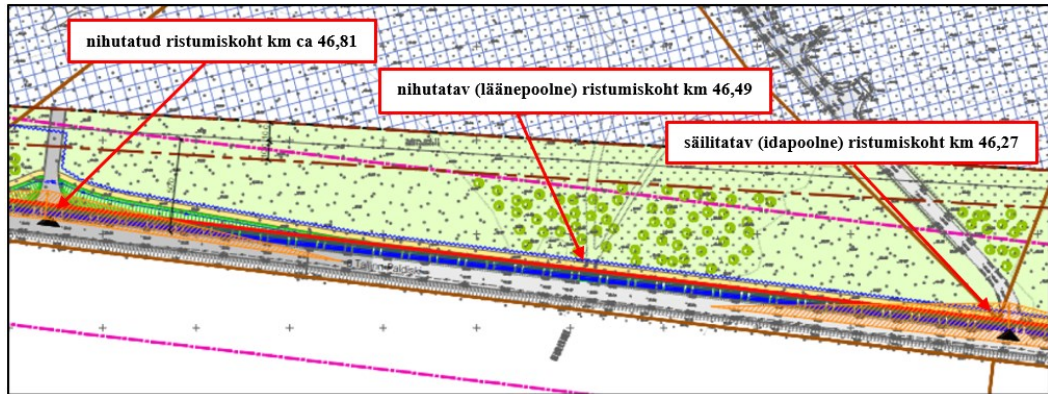 nihutatud ristumiskoht km ca 46,81
nihutatav (läänepoolne) ristumiskoht km 46,49
säilitatav (idapoolne) ristumiskoht km 46,27